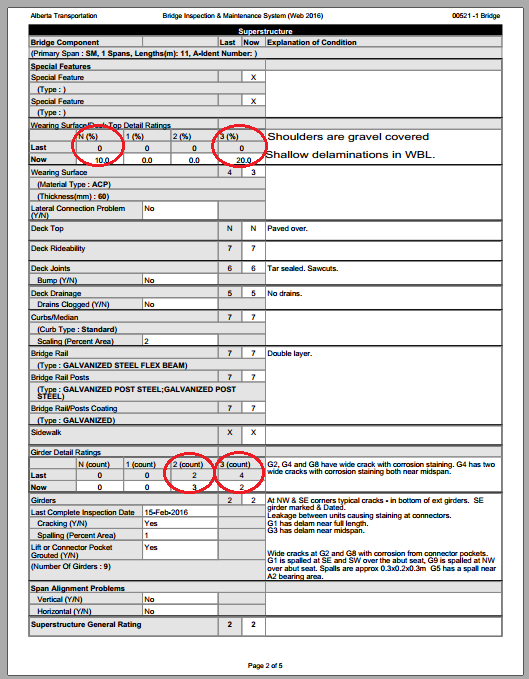 Alberta Transportation Bridge Inspection & Maintenance System (Web 2016) 00521 -1 Bridge
Superstructure
Bridge Component Last Now Explanation of Condition
(Primary Span : SM, 1 Spans, Lengths(m): 11, A-Ident Number: )
Special Features
Special Feature X
(Type : )
Special Feature X
(Type : )
Wearing Surface/Deck Top Detail Ratings
N (%) 1 (%) 2 (%) 3 (%) Shoulders are gravel covered
Last 0 0 0 0
Now 10.0 0.0 0.0 20.0 Shallow delaminations in WBL.
Wearing Surface 4 3
(Material Type : ACP)
(Thickness(mm) : 60)
Lateral Connection Problem (Y/N) No
Deck Top N N Paved over.
Deck Rideability 7 7
Deck Joints 6 6 Tar sealed. Sawcuts.
Bump (Y/N) No
Deck Drainage 5 5 No drains.
Drains Clogged (Y/N) No
Curbs/Median 7 7
(Curb Type : Standard)
Scaling (Percent Area) 2
Bridge Rail 7 7 Double layer.
(Type : GALVANIZED STEEL FLEX BEAM)
Bridge Rail Posts 7 7
(Type : GALVANIZED POST STEEL;GALVANIZED POST
STEEL)
Bridge Rail/Posts Coating 7 7
(Type : GALVANIZED)
Sidewalk X X
Girder Detail Ratings
N (count) 1 (count) 2 (count) 3 (count) G2, G4 and G8 have wide crack with corrosion staining. G4 has two
wide cracks with corrosion staining both near midspan.
Last 0 0 2 4
Now 0 0 3 2
Girders 2 2 At NW & SE corners typical cracks - in bottom of ext girders. SE
girder marked & Dated.
Last Complete Inspection Date 15-Feb-2016 Leakage between units causing staining at connectors.
Cracking (Y/N) Yes G1 has delam near full length.
G3 has delam near midspan.
Spalling (Percent Area) 1
Lift or Connector Pocket Grouted (Y/N) Yes
Wide cracks at G2 and G8 with corrosion from connector pockets.
(Number Of Girders : 9) G1 is spalled at SE and SW over the abut seat, G9 is spalled at NW
over abut seat. Spalls are approx 0.3x0.2x0.3m G5 has a spall near
A2 bearing area.
Span Alignment Problems
Vertical (Y/N) No
Horizontal (Y/N) No
Superstructure General Rating 2 2
Page 2 of 5